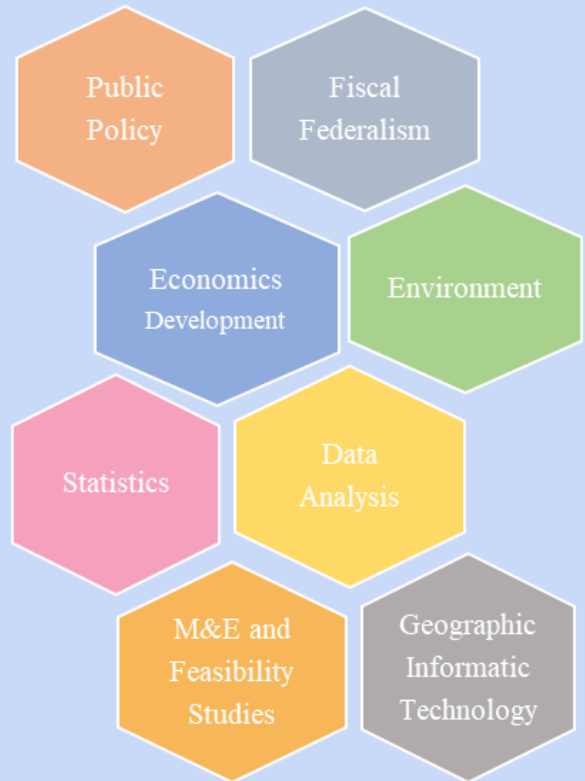 Public
Policy
Fiscal
Federalism
Economics
Development
Environment
Statistics
Data
Analysis
M&E and
Feasibility
Studies
Geographic
Informatic
Technology